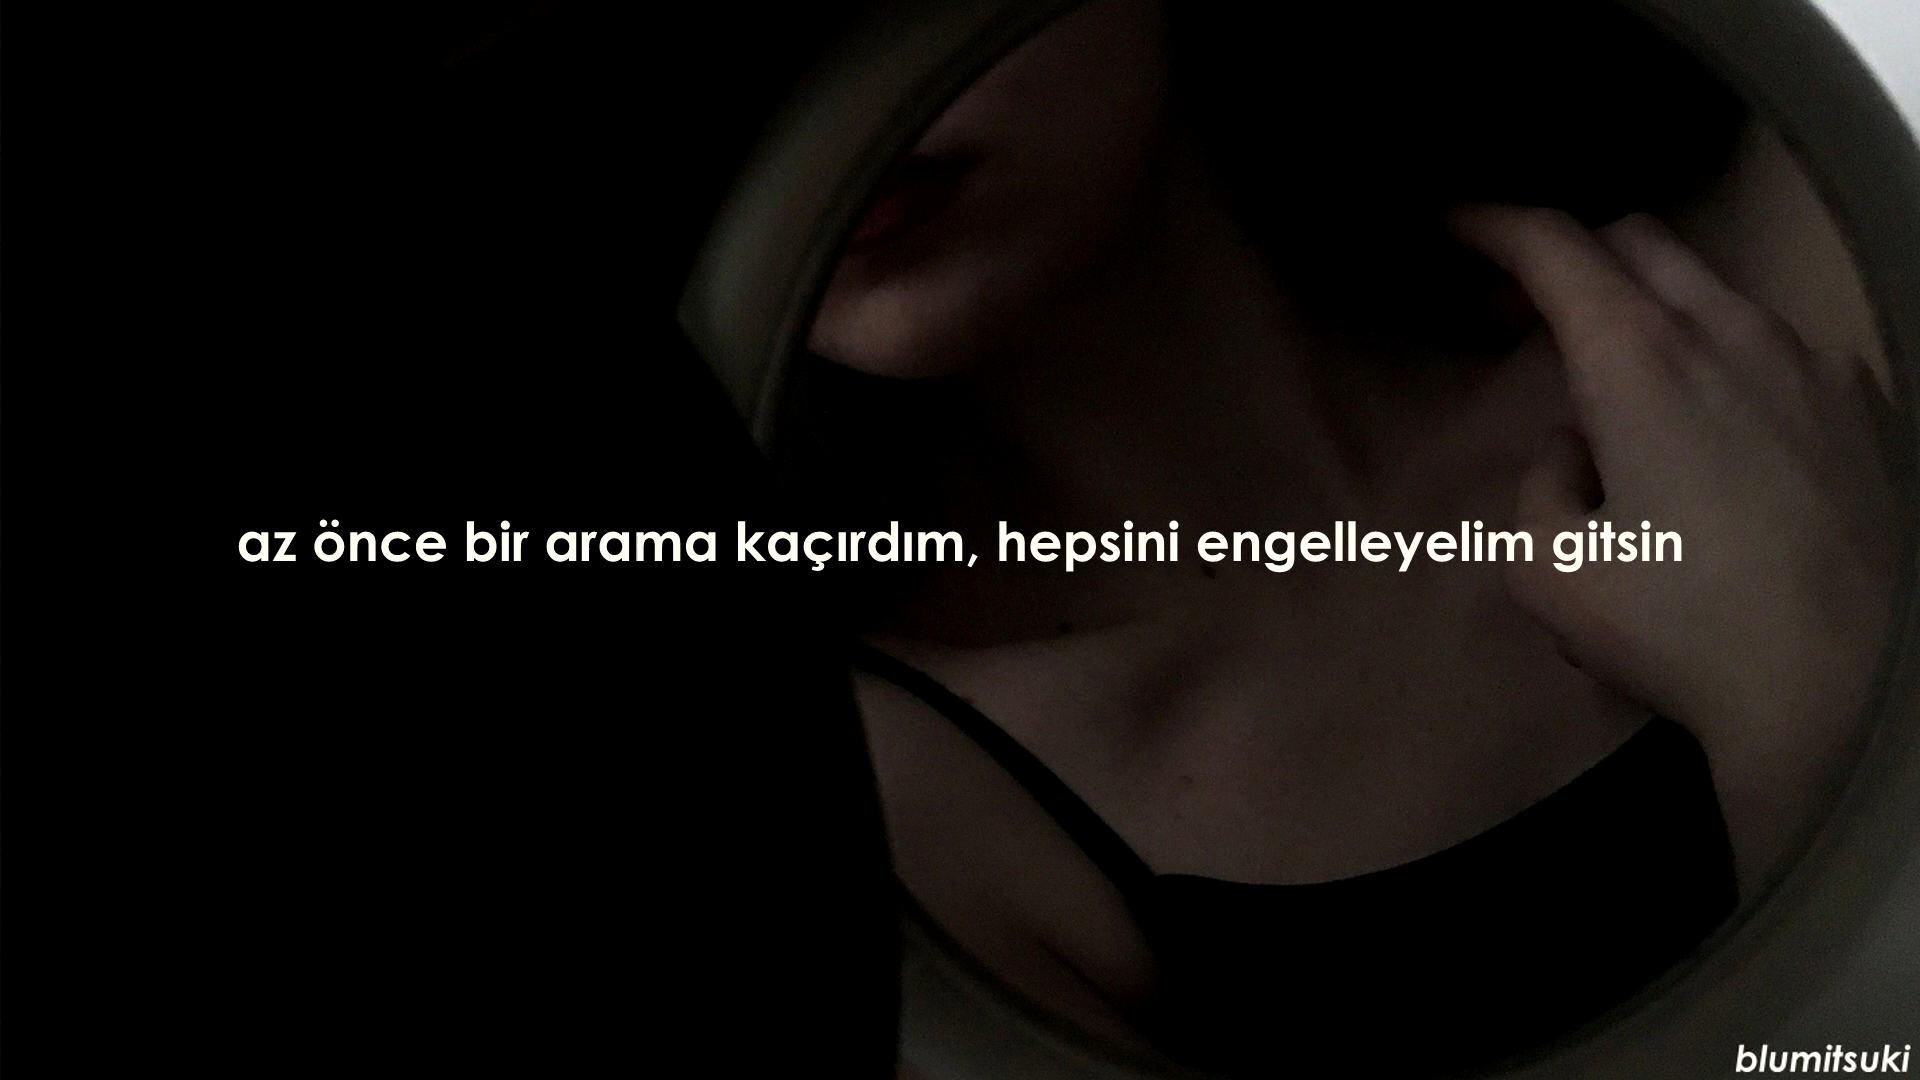 az önce bir arama kaçırdım, hepsini engelleyelim gitsin
blumitsuki